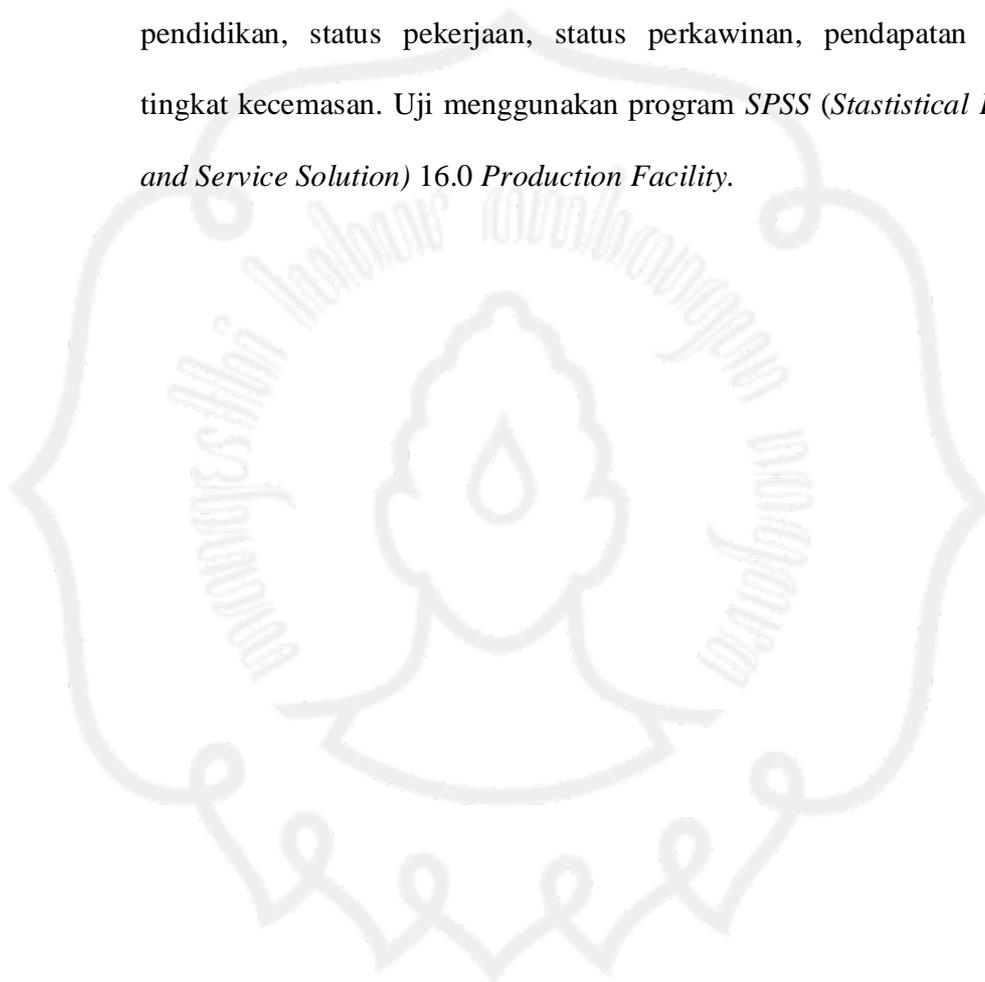 pendidikan, status pekerjaan, status perkawinan, pendapatan
tingkat kecemasan. Uji menggunakan program SPSS (Stastistical
and Service Solution) 16.0 Production Facility.